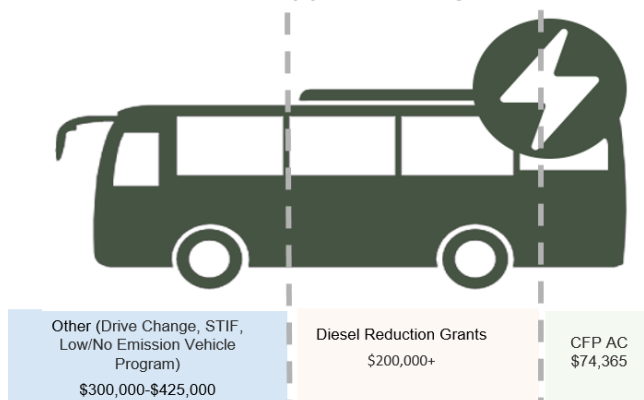 Other (Drive Change, STIF,
Low/No Emission Vehicle
Program)
$300,000-$425,000
Diesel Reduction Grants
$200,000+
CFP AC
$74,365